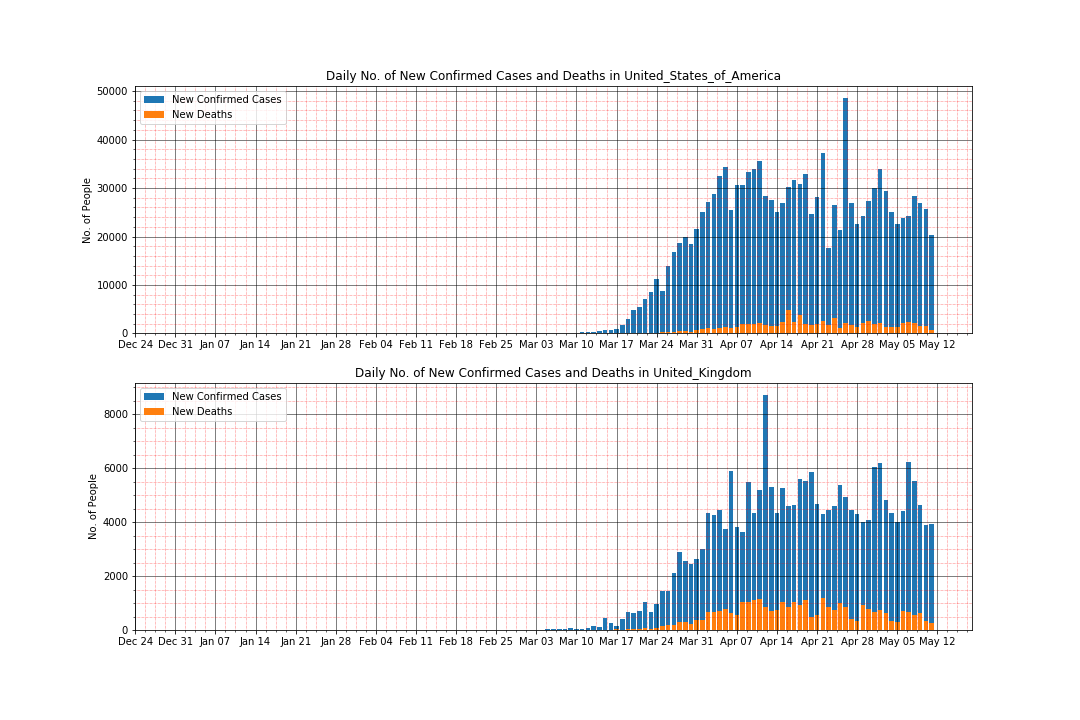 Daily No. of New Confirmed Cases and Deaths in United_States_of_America
New Confirmed Cases
New Deaths
No. of People
50000
40000
30000
20000
10000
0
Dec 24 Dec 31 Jan 07 Jan 14 Jan 21 Jan 28 Feb 04 Feb 11 Feb 18 Feb 25 Mar 03 Mar 10 Mar 17 Mar 24 Mar 31 Apr 07 Apr 14 Apr 21 Apr 28 May 05 May 12
Daily No. of New Confirmed Cases and Deaths in United_Kingdom
New Confirmed Cases
New Deaths
No. of People
8000
6000
4000
2000
0
Dec 24 Dec 31 Jan 07 Jan 14 Jan 21 Jan 28 Feb 04 Feb 11 Feb 18 Feb 25 Mar 03 Mar 10 Mar 17 Mar 24 Mar 31 Apr 07 Apr 14 Apr 21 Apr 28 May 05 May 12